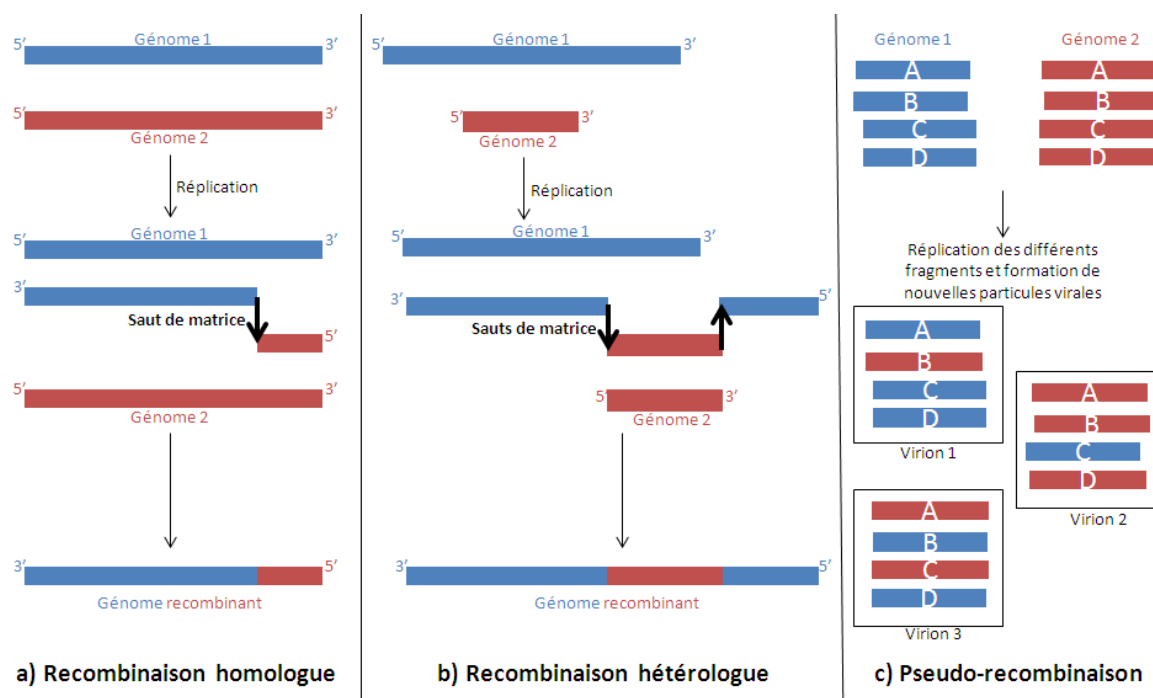 Génome 1
5’ 3’
5’ 3’
Génome 2
Réplication
Génome 1
5’ 3’
3’
Saut de matrice
5’
5’ 3’
Génome 2
3’ 5’
Génome recombinant
a) Recombinaison homologue
Génome 1
5’ 3’
5’ 3’
Génome 2
Réplication
Génome 1
5’ 3’
3’ 5’
Sauts de matrice
5’ 3’
Génome 2
3’ 5’
Génome recombinant
b) Recombinaison hétérologue
Génome 1 Génome 2
A A
B B
C C
D D
Réplication des différents
fragments et formation de
nouvelles particules virales
A
B
C
D
Virion 1
A
B
C
D
Virion 2
A
B
C
D
Virion 3
c) Pseudo-recombinaison